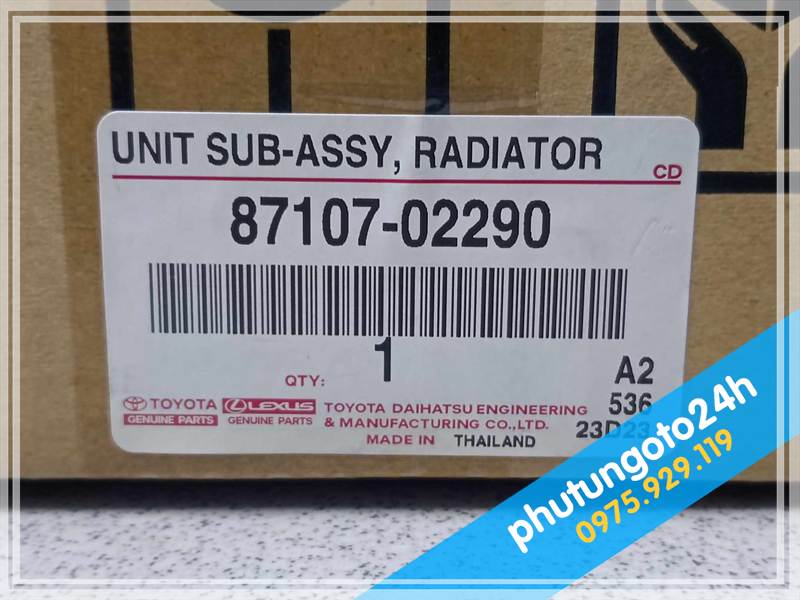 UNIT SUB-ASSY, RADIATOR
CD
87107-02290
QTY: 1
A2
TOYOTA LEXUS TOYOTA DAIHATSU ENGINEERING 536
GENUINE PARTS GENUINE PARTS & MANUFACTURING CO.,LTD. 23D23
MADE IN THAILAND
phutungoto24h
0975.929.119